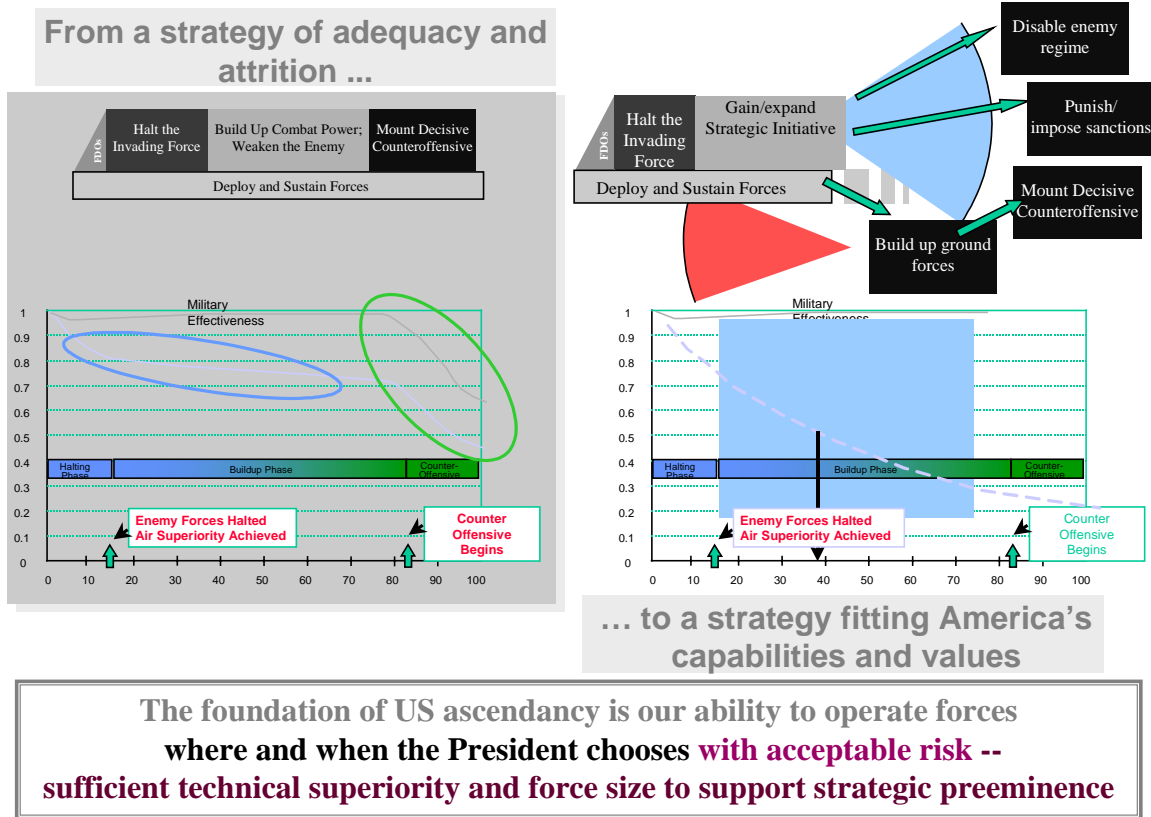 From a strategy of adequacy and
attrition ...
FDOs
Halt the
Invading Force
Build Up Combat Power;
Weaken the Enemy
Mount Decisive
Counteroffensive
Deploy and Sustain Forces
Military
Effectiveness
1
0.9
0.8
0.7
0.6
0.5
0.4
0.3
0.2
0.1
0
Halting
Phase
Buildup Phase
Counter-
Offensive
Enemy Forces Halted
Air Superiority Achieved
Counter
Offensive
Begins
0 10 20 30 40 50 60 70 80 90 100
FDOs
Halt the
Invading
Force
Gain/expand
Strategic Initiative
Deploy and Sustain Forces
Disable enemy
regime
Punish/
impose sanctions
Mount Decisive
Counteroffensive
Build up ground
forces
Military
Effectiveness
1
0.9
0.8
0.7
0.6
0.5
0.4
0.3
0.2
0.1
0
Halting
Phase
Buildup Phase
Counter-
Offensive
Enemy Forces Halted
Air Superiority Achieved
Counter
Offensive
Begins
0 10 20 30 40 50 60 70 80 90 100
… to a strategy fitting America’s
capabilities and values
The foundation of US ascendancy is our ability to operate forces
where and when the President chooses with acceptable risk --
sufficient technical superiority and force size to support strategic preeminence